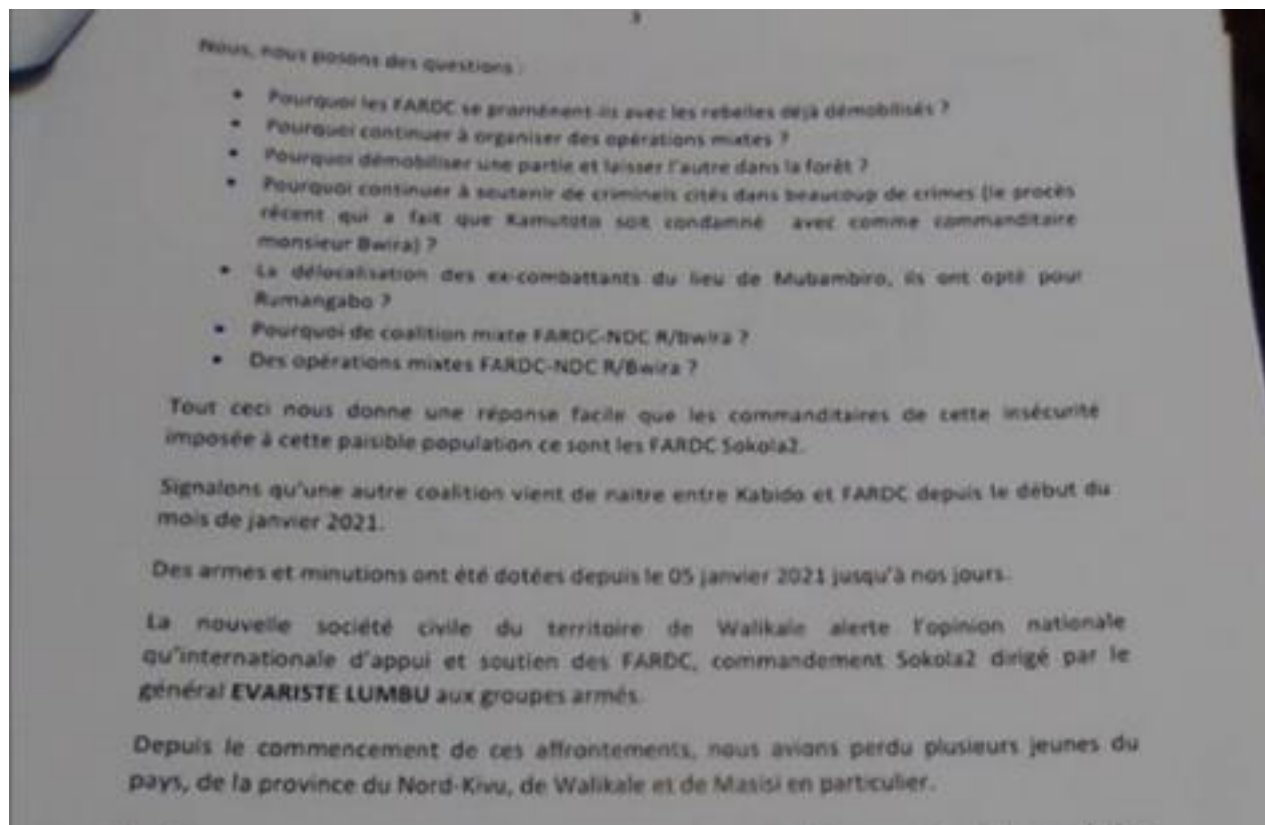 3
Nous, nous posons des questions :
• Pourquoi les FARDC se promènent-ils avec les rebelles déjà démobilisés ?
• Pourquoi continuer à organiser des opérations mixtes ?
• Pourquoi démobiliser une partie et laisser l'autre dans la forêt ?
• Pourquoi continuer à soutenir de criminels cités dans beaucoup de crimes (le procès
récent qui a fait que Kamutoto soit condamné avec comme commanditaire
monsieur Bwira) ?
• La délocalisation des ex-combattants du lieu de Mubambiro, ils ont opté pour
Rumangabo ?
• Pourquoi de coalition mixte FARDC-NDC R/bwira ?
• Des opérations mixtes FARDC-NDC R/Bwira ?
Tout ceci nous donne une réponse facile que les commanditaires de cette insécurité
imposée à cette paisible population ce sont les FARDC Sokola2.
Signalons qu'une autre coalition vient de naitre entre Kabido et FARDC depuis le début du
mois de janvier 2021.
Des armes et minutions ont été dotées depuis le 05 janvier 2021 jusqu'à nos jours.
La nouvelle société civile du territoire de Walikale alerte l'opinion nationale
qu'internationale d'appui et soutien des FARDC, commandement Sokola2 dirigé par le
général EVARISTE LUMBU aux groupes armés.
Depuis le commencement de ces affrontements, nous avions perdu plusieurs jeunes du
pays, de la province du Nord-Kivu, de Walikale et de Masisi en particulier.